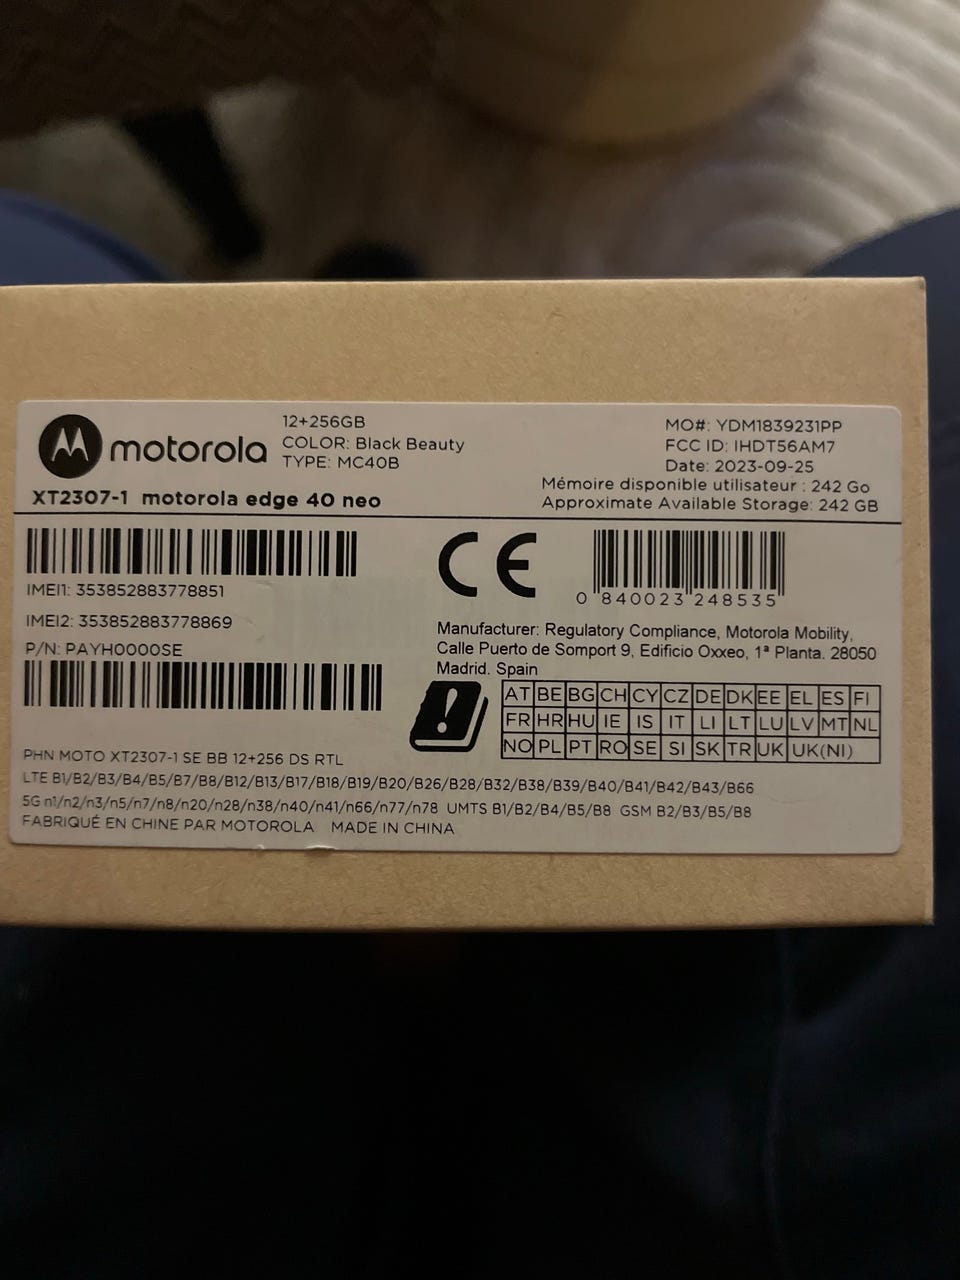 motorola
12+256GB
COLOR: Black Beauty
TYPE: MC40B
XT2307-1 motorola edge 40 neo
MO#: YDM1839231PP
FCC ID: IHDT56AM7
Date: 2023-09-25
Mémoire disponible utilisateur : 242 Go
Approximate Available Storage: 242 GB
IMEI1: 353852883778851
IMEI2: 353852883778869
P/N: PAYH0000SE
CE
0 840023 248535
Manufacturer: Regulatory Compliance, Motorola Mobility,
Calle Puerto de Somport 9, Edificio Oxxeo, 1ª Planta. 28050
Madrid. Spain
AT BE BG CH CY CZ DE DK EE EL ES FI
FR HR HU IE IS IT LI LT LU LV MT NL
NO PL PT RO SE SI SK TR UK UK(NI)
PHN MOTO XT2307-1 SE BB 12+256 DS RTL
LTE B1/B2/B3/B4/B5/B7/B8/B12/B13/B17/B18/B19/B20/B26/B28/B32/B38/B39/B40/B41/B42/B43/B66
5G n1/n2/n3/n5/n7/n8/n20/n28/n38/n40/n41/n66/n77/n78 UMTS B1/B2/B4/B5/B8 GSM B2/B3/B5/B8
FABRIQUÉ EN CHINE PAR MOTOROLA MADE IN CHINA